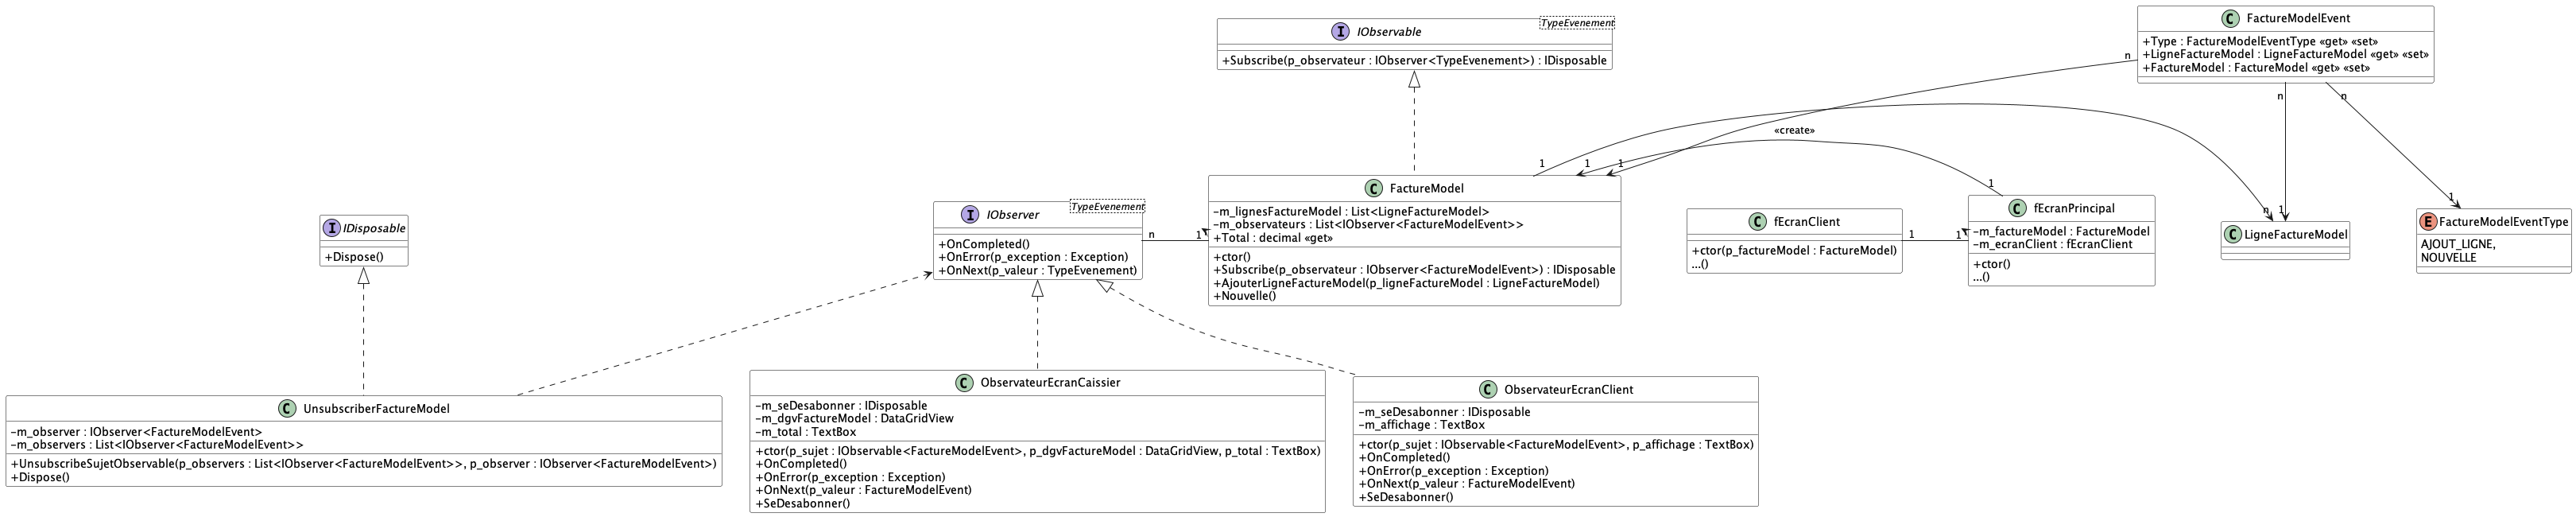 TypeEvenement
I IObservable
+Subscribe(p_observateur : IObserver<TypeEvenement>) : IDisposable
C FactureModelEvent
+Type : FactureModelEventType «get» «set»
+LigneFactureModel : LigneFactureModel «get» «set»
+FactureModel : FactureModel «get» «set»
n
n
n
«create»
1
1
1
1
n
1
1
I IDisposable
+Dispose()
TypeEvenement
I IObserver
+OnCompleted()
+OnError(p_exception : Exception)
+OnNext(p_valeur : TypeEvenement)
n
1
C FactureModel
-m_lignesFactureModel : List<LigneFactureModel>
-m_observateurs : List<IObserver<FactureModelEvent>>
+Total : decimal «get»
+ctor()
+Subscribe(p_observateur : IObserver<FactureModelEvent>) : IDisposable
+AjouterLigneFactureModel(p_ligneFactureModel : LigneFactureModel)
+Nouvelle()
C fEcranClient
+ctor(p_factureModel : FactureModel)
...()
1
1
C fEcranPrincipal
-m_factureModel : FactureModel
-m_ecranClient : fEcranClient
+ctor()
...()
C LigneFactureModel
E FactureModelEventType
AJOUT_LIGNE,
NOUVELLE
C UnsubscriberFactureModel
-m_observer : IObserver<FactureModelEvent>
-m_observers : List<IObserver<FactureModelEvent>>
+UnsubscribeSujetObservable(p_observers : List<IObserver<FactureModelEvent>>, p_observer : IObserver<FactureModelEvent>)
+Dispose()
C ObservateurEcranCaissier
-m_seDesabonner : IDisposable
-m_dgvFactureModel : DataGridView
-m_total : TextBox
+ctor(p_sujet : IObservable<FactureModelEvent>, p_dgvFactureModel : DataGridView, p_total : TextBox)
+OnCompleted()
+OnError(p_exception : Exception)
+OnNext(p_valeur : FactureModelEvent)
+SeDesabonner()
C ObservateurEcranClient
-m_seDesabonner : IDisposable
-m_affichage : TextBox
+ctor(p_sujet : IObservable<FactureModelEvent>, p_affichage : TextBox)
+OnCompleted()
+OnError(p_exception : Exception)
+OnNext(p_valeur : FactureModelEvent)
+SeDesabonner()